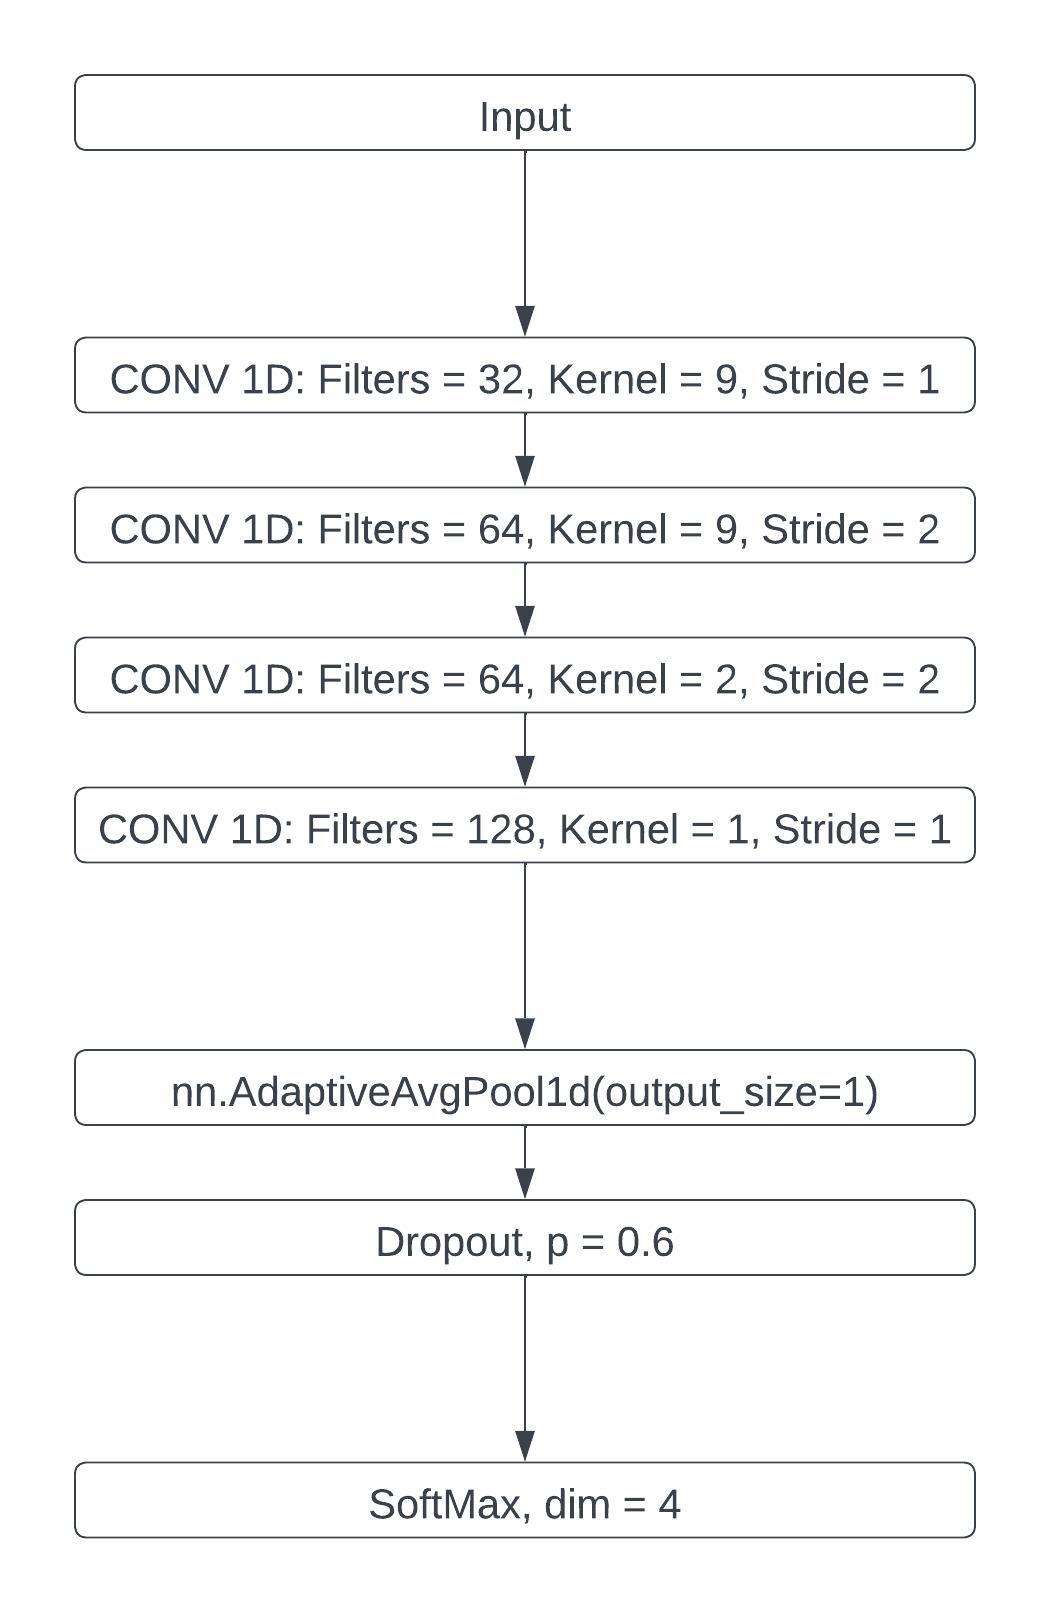 Input
CONV 1D: Filters = 32, Kernel = 9, Stride = 1
CONV 1D: Filters = 64, Kernel = 9, Stride = 2
CONV 1D: Filters = 64, Kernel = 2, Stride = 2
CONV 1D: Filters = 128, Kernel = 1, Stride = 1
nn.AdaptiveAvgPool1d(output_size=1)
Dropout, p = 0.6
SoftMax, dim = 4